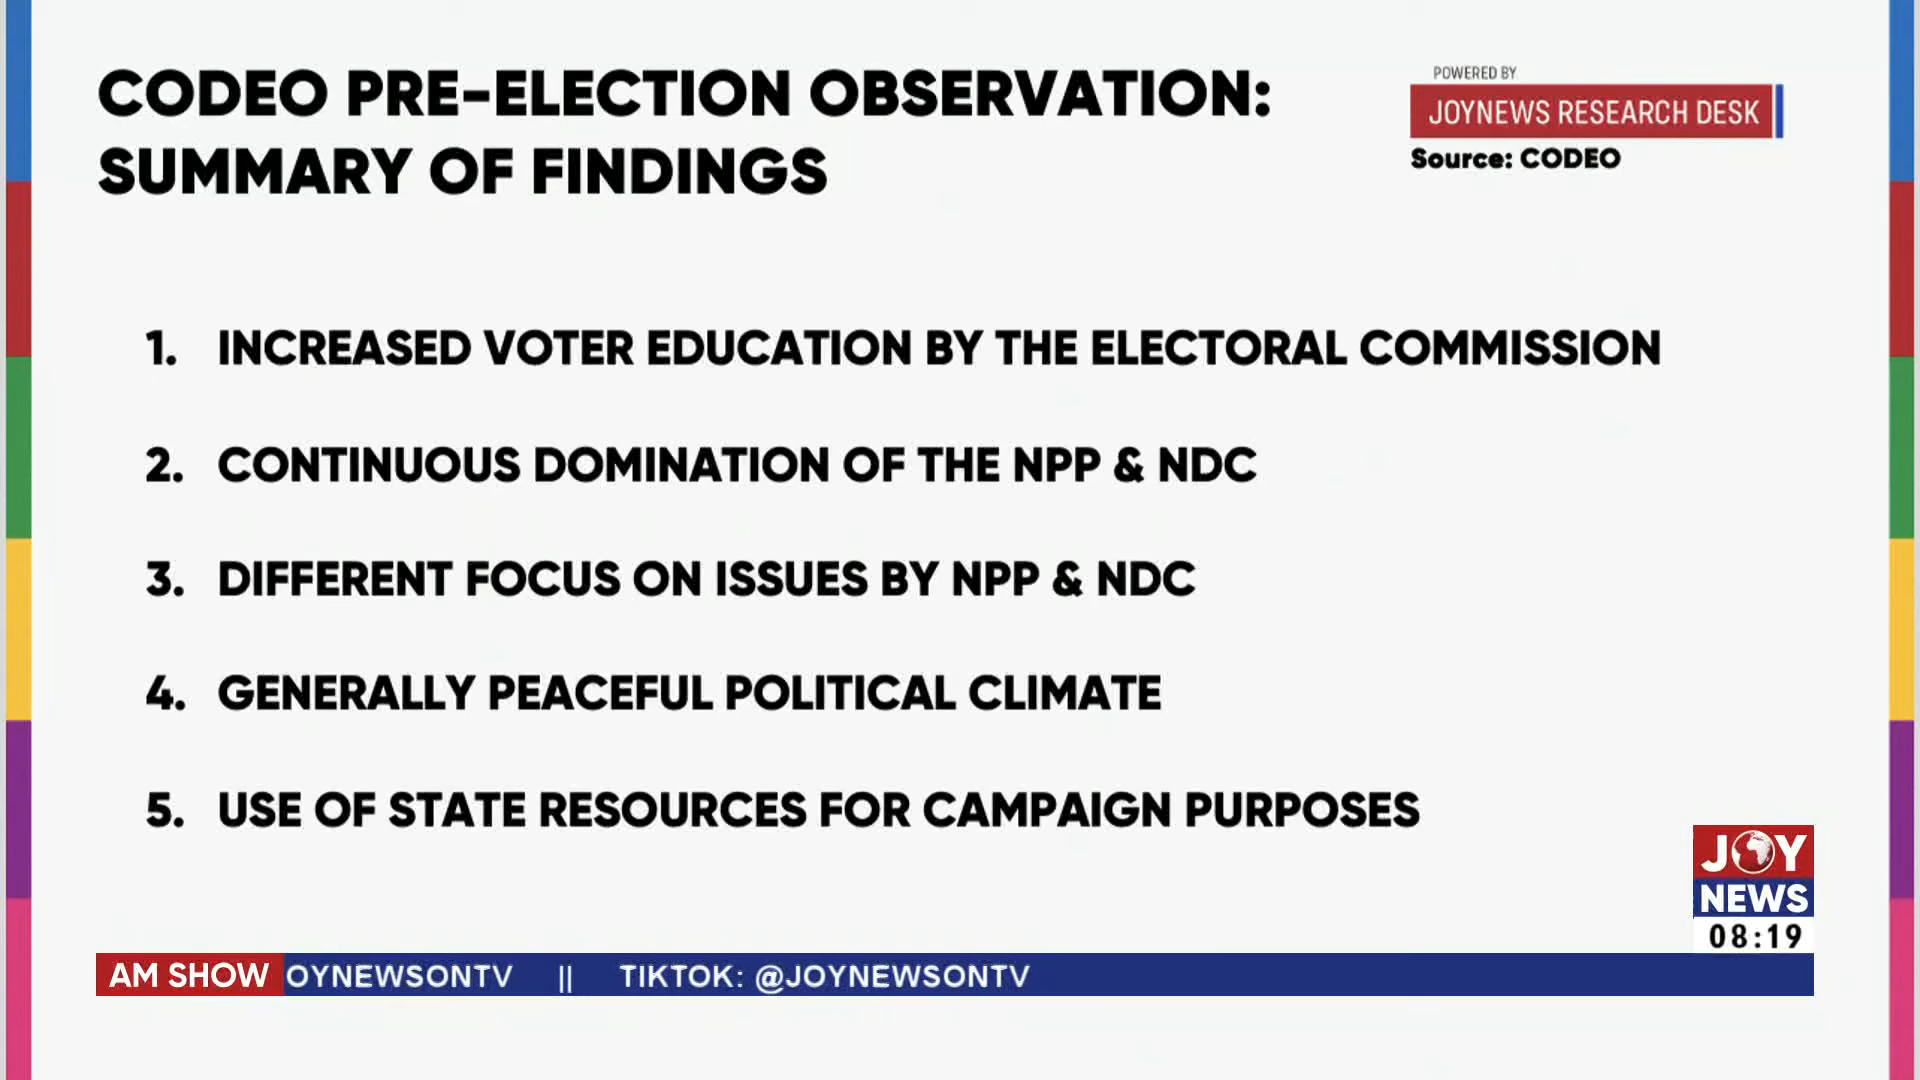 CODEO PRE-ELECTION OBSERVATION:
SUMMARY OF FINDINGS
POWERED BY
JOYNEWS RESEARCH DESK
Source: CODEO
1. INCREASED VOTER EDUCATION BY THE ELECTORAL COMMISSION
2. CONTINUOUS DOMINATION OF THE NPP & NDC
3. DIFFERENT FOCUS ON ISSUES BY NPP & NDC
4. GENERALLY PEACEFUL POLITICAL CLIMATE
5. USE OF STATE RESOURCES FOR CAMPAIGN PURPOSES
JOY
NEWS
08:19
AM SHOW OYNEWSONTV || TIKTOK: @JOYNEWSONTV